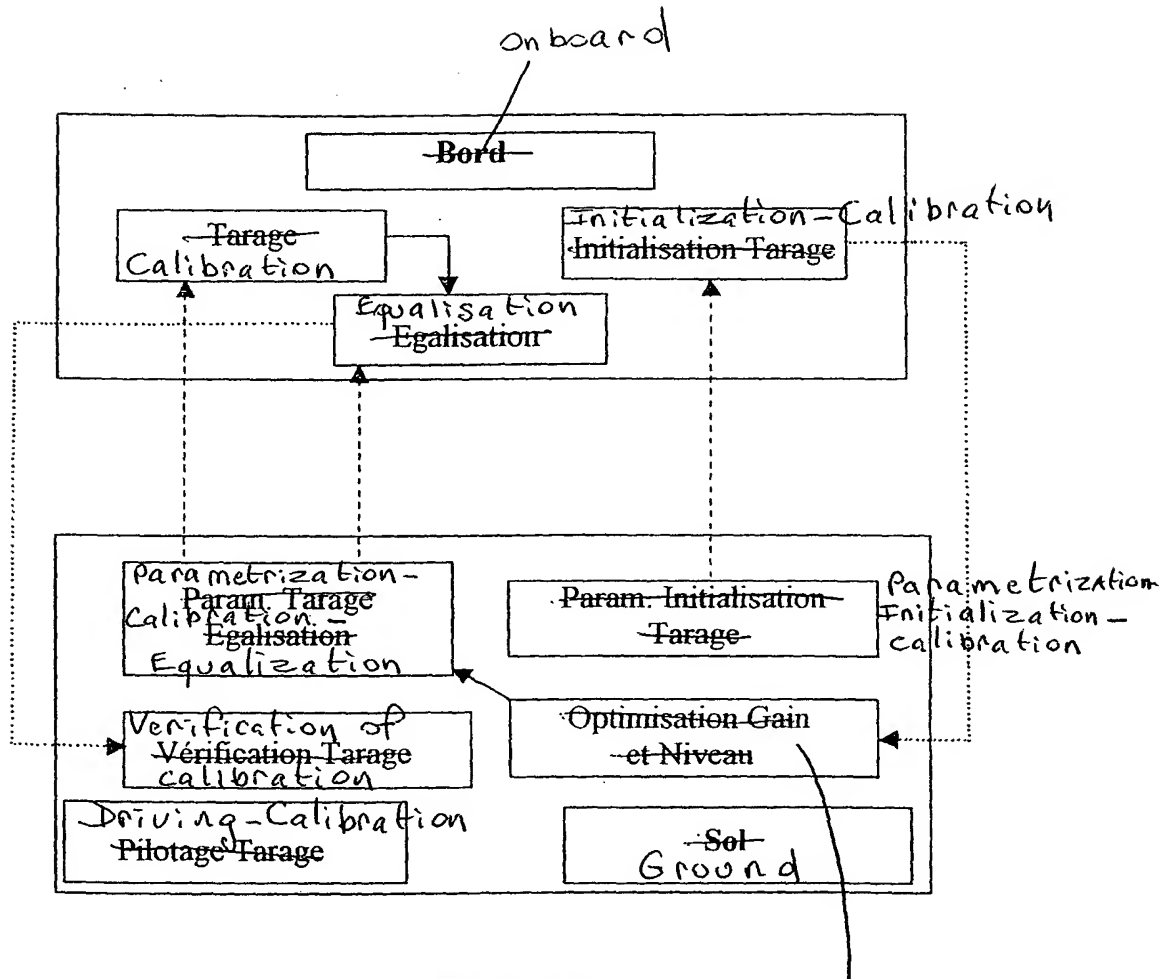 onboard
Bord
Initialization-Calibration
Tarage
Initialisation Tarage
Calibration
Equalisation
Egalisation
Parametrization-
Param. Tarage
Calibration-
Egalisation
Equalization
Param. Initialisation
Tarage
Parametrization
Initialization-
calibration
Verification of
Vérification Tarage
calibration
Optimisation Gain
et Niveau
Driving-Calibration
Pilotage Tarage
Sol
Ground